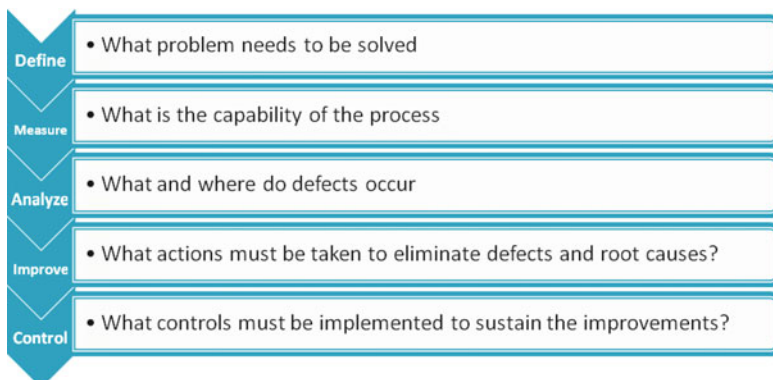 Define
• What problem needs to be solved
Measure
• What is the capability of the process
Analyze
• What and where do defects occur
Improve
• What actions must be taken to eliminate defects and root causes?
Control
• What controls must be implemented to sustain the improvements?